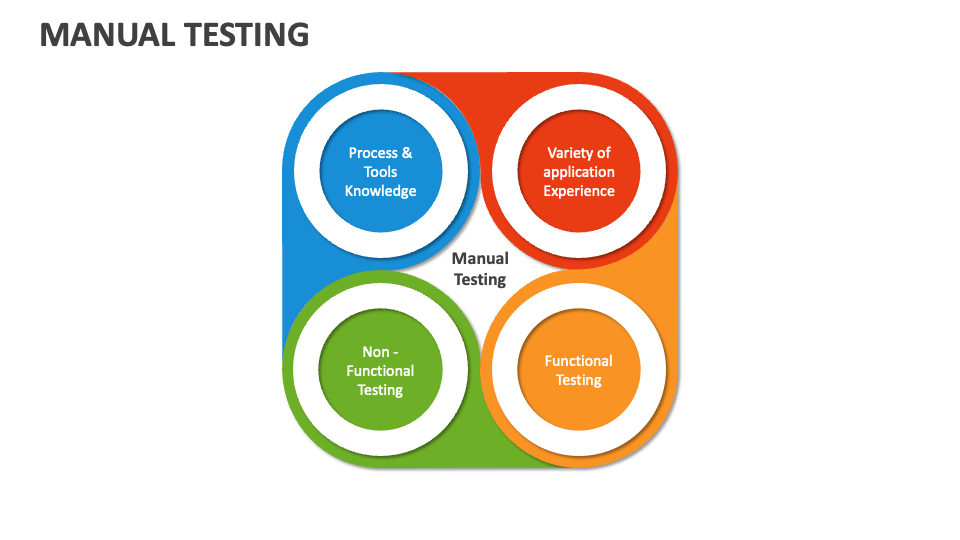 MANUAL TESTING
Process &
Tools
Knowledge
Variety of
application
Experience
Manual
Testing
Non -
Functional
Testing
Functional
Testing